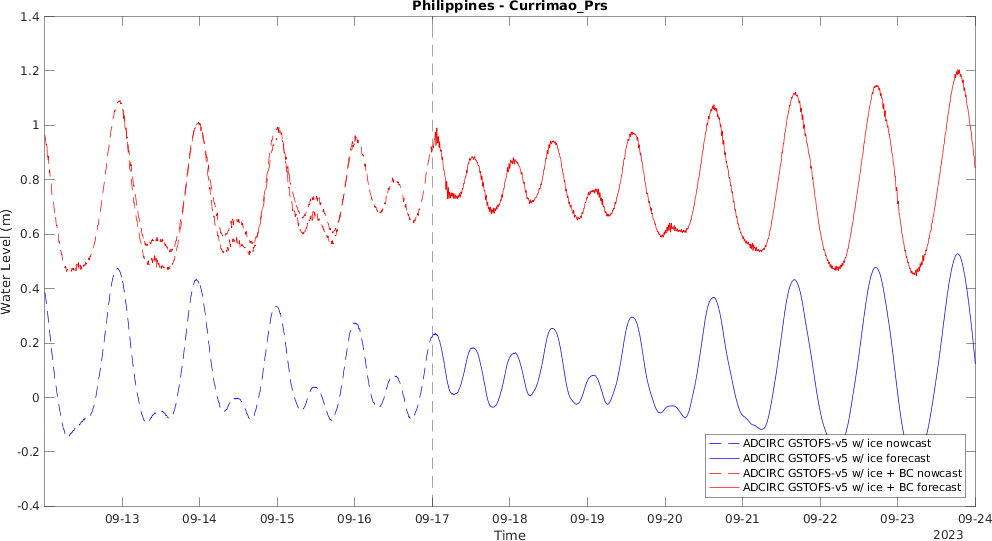 Philippines - Currimao_Prs
1.4
1.2
1
0.8
0.6
0.4
0.2
0
-0.2
-0.4
Water Level (m)
ADCIRC GSTOFS-v5 w/ ice nowcast
ADCIRC GSTOFS-v5 w/ ice forecast
ADCIRC GSTOFS-v5 w/ ice + BC nowcast
ADCIRC GSTOFS-v5 w/ ice + BC forecast
09-13 09-14 09-15 09-16 09-17 09-18 09-19 09-20 09-21 09-22 09-23 09-24
Time
2023